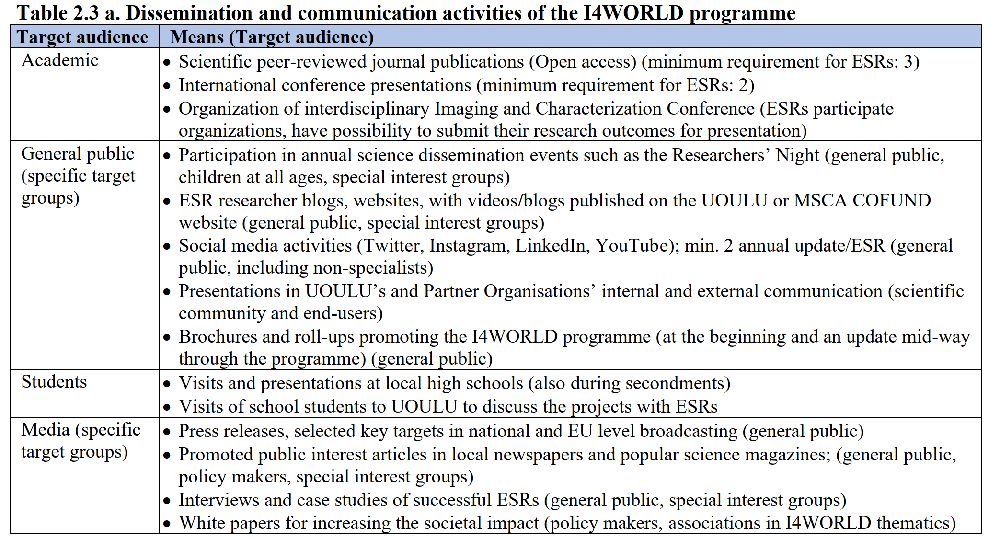 Table 2.3 a. Dissemination and communication activities of the I4WORLD programme
Target audience
Means (Target audience)
Academic
• Scientific peer-reviewed journal publications (Open access) (minimum requirement for ESRs: 3)
• International conference presentations (minimum requirement for ESRs: 2)
• Organization of interdisciplinary Imaging and Characterization Conference (ESRs participate
organizations, have possibility to submit their research outcomes for presentation)
General public
(specific target
groups)
• Participation in annual science dissemination events such as the Researchers’ Night (general public,
children at all ages, special interest groups)
• ESR researcher blogs, websites, with videos/blogs published on the UOULU or MSCA COFUND
website (general public, special interest groups)
• Social media activities (Twitter, Instagram, LinkedIn, YouTube); min. 2 annual update/ESR (general
public, including non-specialists)
• Presentations in UOULU’s and Partner Organisations’ internal and external communication (scientific
community and end-users)
• Brochures and roll-ups promoting the I4WORLD programme (at the beginning and an update mid-way
through the programme) (general public)
Students
• Visits and presentations at local high schools (also during secondments)
• Visits of school students to UOULU to discuss the projects with ESRs
Media (specific
target groups)
• Press releases, selected key targets in national and EU level broadcasting (general public)
• Promoted public interest articles in local newspapers and popular science magazines; (general public,
policy makers, special interest groups)
• Interviews and case studies of successful ESRs (general public, special interest groups)
• White papers for increasing the societal impact (policy makers, associations in I4WORLD thematics)